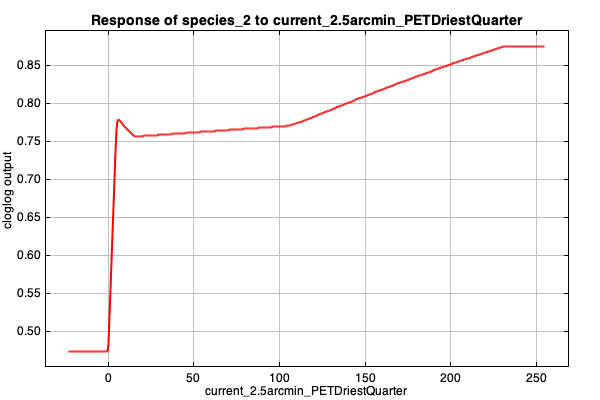 Response of species_2 to current_2.5arcmin_PETDriestQuarter
cloglog output
0.85
0.80
0.75
0.70
0.65
0.60
0.55
0.50
0 50 100 150 200 250
current_2.5arcmin_PETDriestQuarter